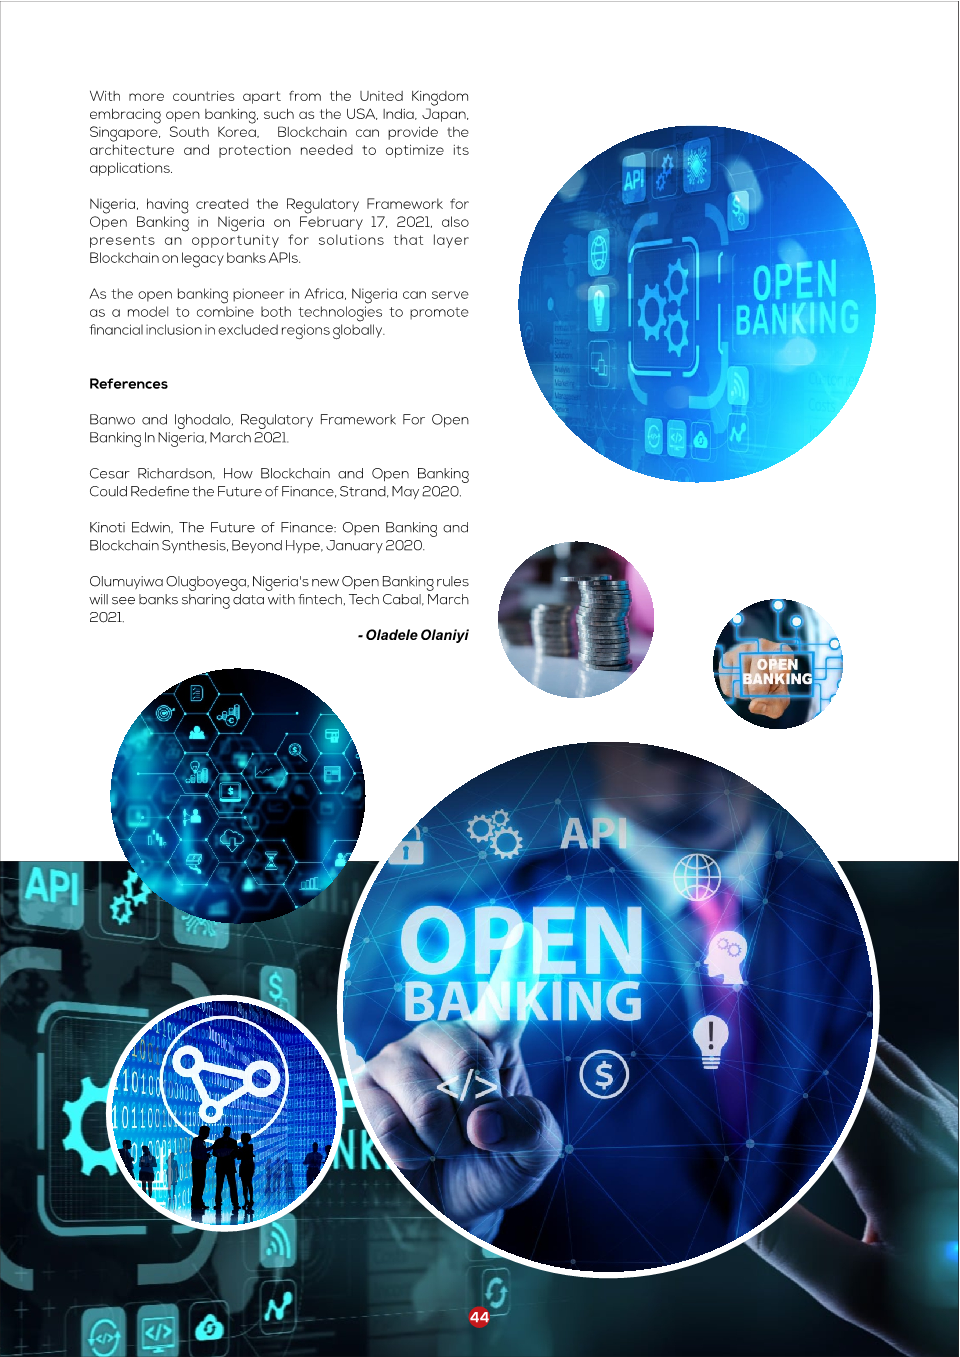 With more countries apart from the United Kingdom
embracing open banking, such as the USA, India, Japan,
Singapore, South Korea, Blockchain can provide the
architecture and protection needed to optimize its
applications.
Nigeria, having created the Regulatory Framework for
Open Banking in Nigeria on February 17, 2021, also
presents an opportunity for solutions that layer
Blockchain on legacy banks APIs.
As the open banking pioneer in Africa, Nigeria can serve
as a model to combine both technologies to promote
financial inclusion in excluded regions globally.
References
Banwo and Ighodalo, Regulatory Framework For Open
Banking In Nigeria, March 2021.
Cesar Richardson, How Blockchain and Open Banking
Could Redefine the Future of Finance, Strand, May 2020.
Kinoti Edwin, The Future of Finance: Open Banking and
Blockchain Synthesis, Beyond Hype, January 2020.
Olumuyiwa Olugboyega, Nigeria's new Open Banking rules
will see banks sharing data with fintech, Tech Cabal, March
2021.
- Oladele Olaniyi
API
OPEN
BANKING
OPEN
BANKING
API
OPEN
BANKING
</>
$
API
$
</>
44